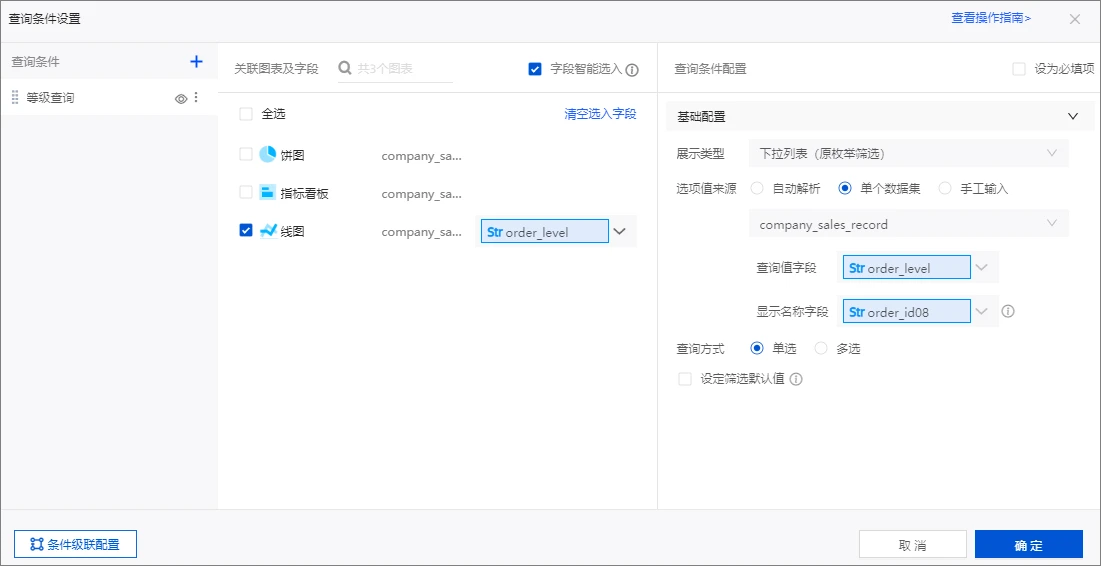 查询条件设置
查看操作指南>
查询条件
等级查询
关联图表及字段
共3个图表
字段智能选入
全选
清空选入字段
饼图
company_sa...
指标看板
company_sa...
线图
company_sa...
Str order_level
查询条件配置
设为必填项
基础配置
展示类型
下拉列表（原枚举筛选）
选项值来源
自动解析
单个数据集
手工输入
company_sales_record
查询值字段
Str order_level
显示名称字段
Str order_id08
查询方式
单选
多选
设定筛选默认值
条件级联配置
取消
确定